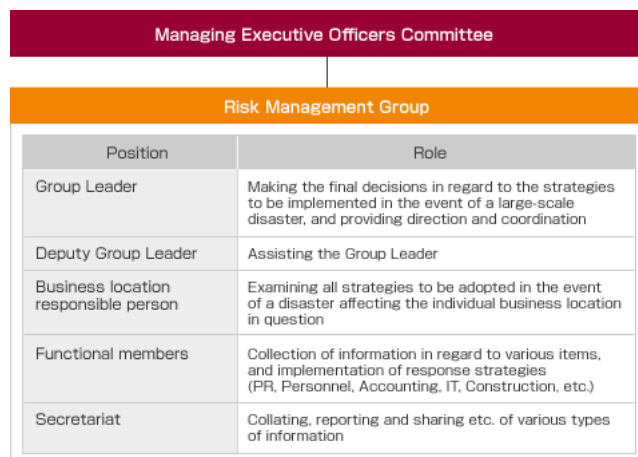 Managing Executive Officers Committee
Risk Management Group
Position
Role
Group Leader
Making the final decisions in regard to the strategies
to be implemented in the event of a large-scale
disaster, and providing direction and coordination
Deputy Group Leader
Assisting the Group Leader
Business location
responsible person
Examining all strategies to be adopted in the event
of a disaster affecting the individual business location
in question
Functional members
Collection of information in regard to various items,
and implementation of response strategies
(PR, Personnel, Accounting, IT, Construction, etc.)
Secretariat
Collating, reporting and sharing etc. of various types
of information